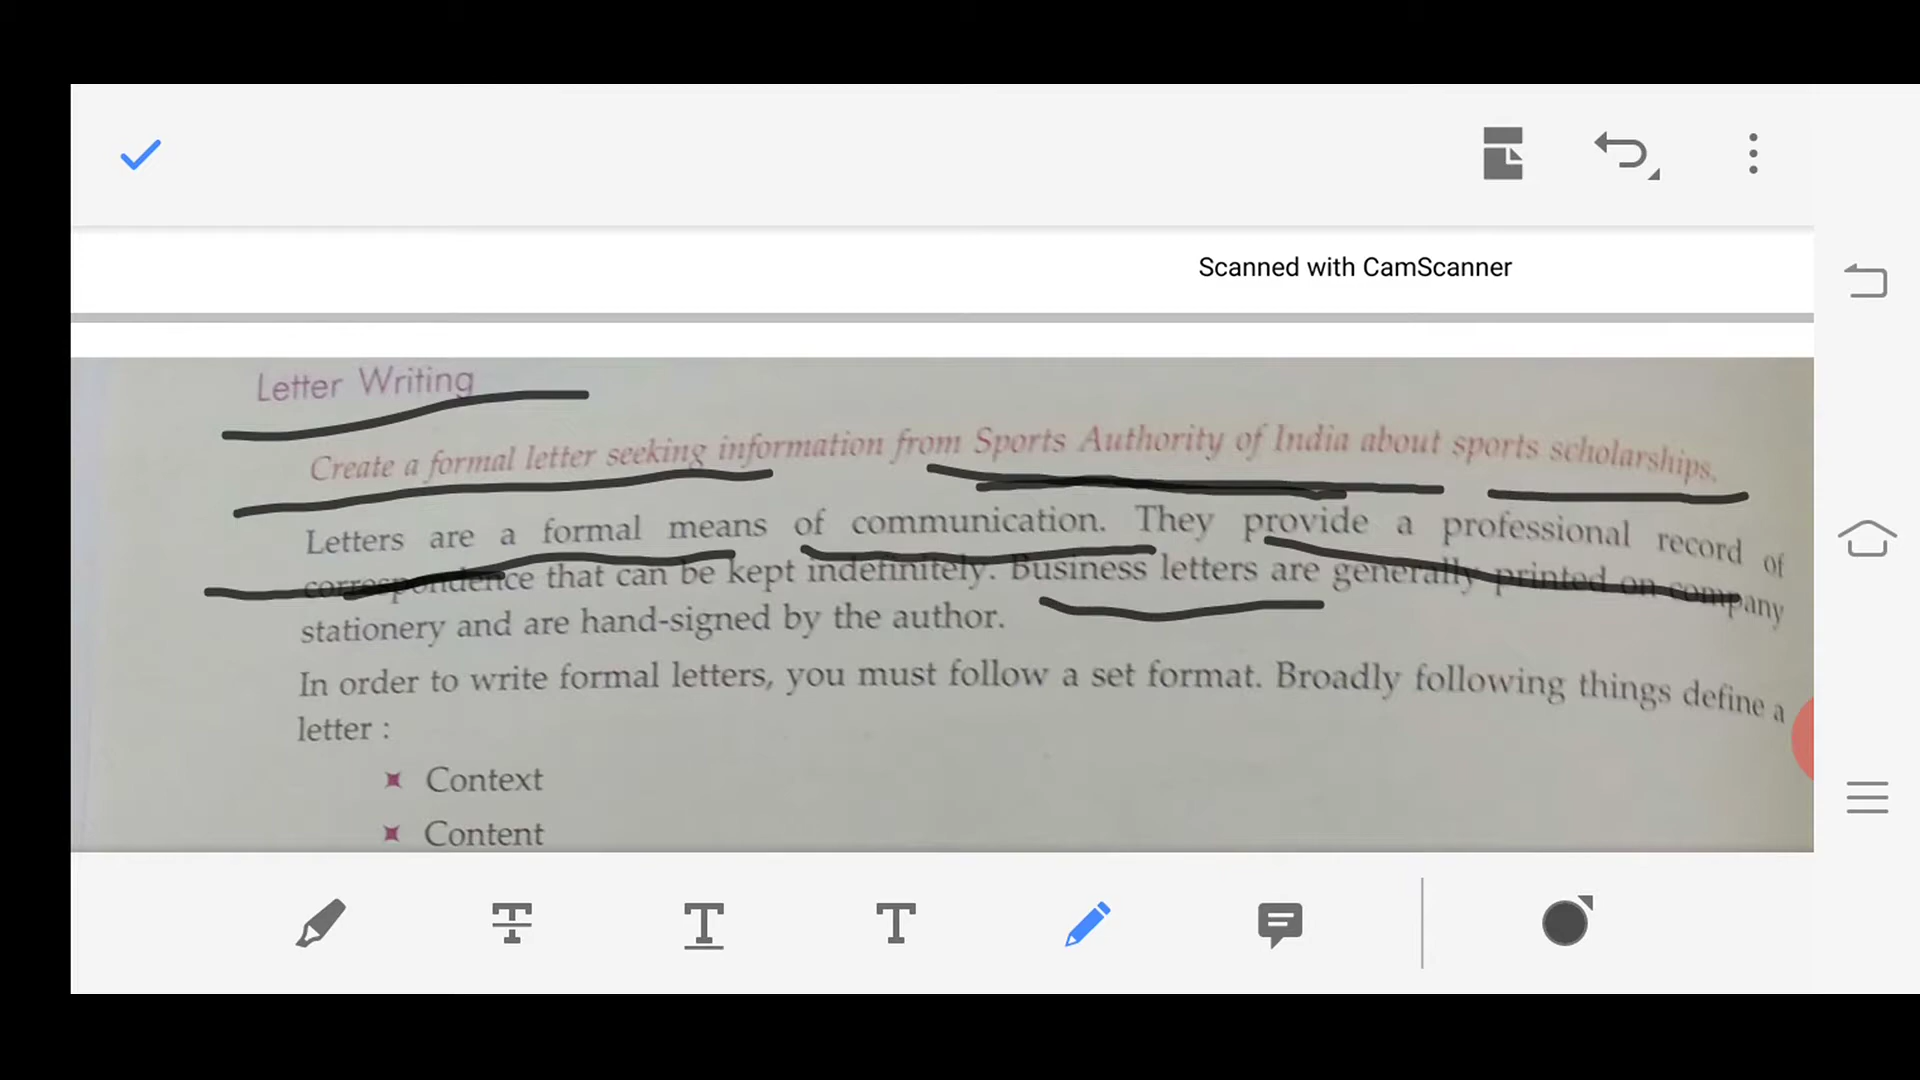 Scanned with CamScanner
Letter Writing
Create a formal letter seeking information from Sports Authority of India about sports scholarships.
Letters are a formal means of communication. They provide a professional record of
correspondence that can be kept indefinitely. Business letters are generally printed on company
stationery and are hand-signed by the author.
In order to write formal letters, you must follow a set format. Broadly following things define a
letter :
Context
Content